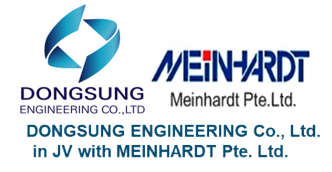 DONGSUNG
ENGINEERING CO.,LTD
MEINHARDT
Meinhardt Pte.Ltd.
DONGSUNG ENGINEERING Co., Ltd.
in JV with MEINHARDT Pte. Ltd.